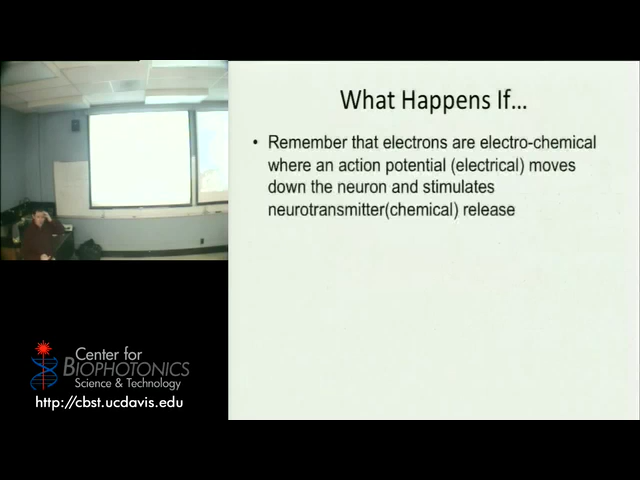 What Happens If...
• Remember that electrons are electro-chemical
where an action potential (electrical) moves
down the neuron and stimulates
neurotransmitter(chemical) release
Center for
BIOPHOTONICS
Science & Technology
http://cbst.ucdavis.edu